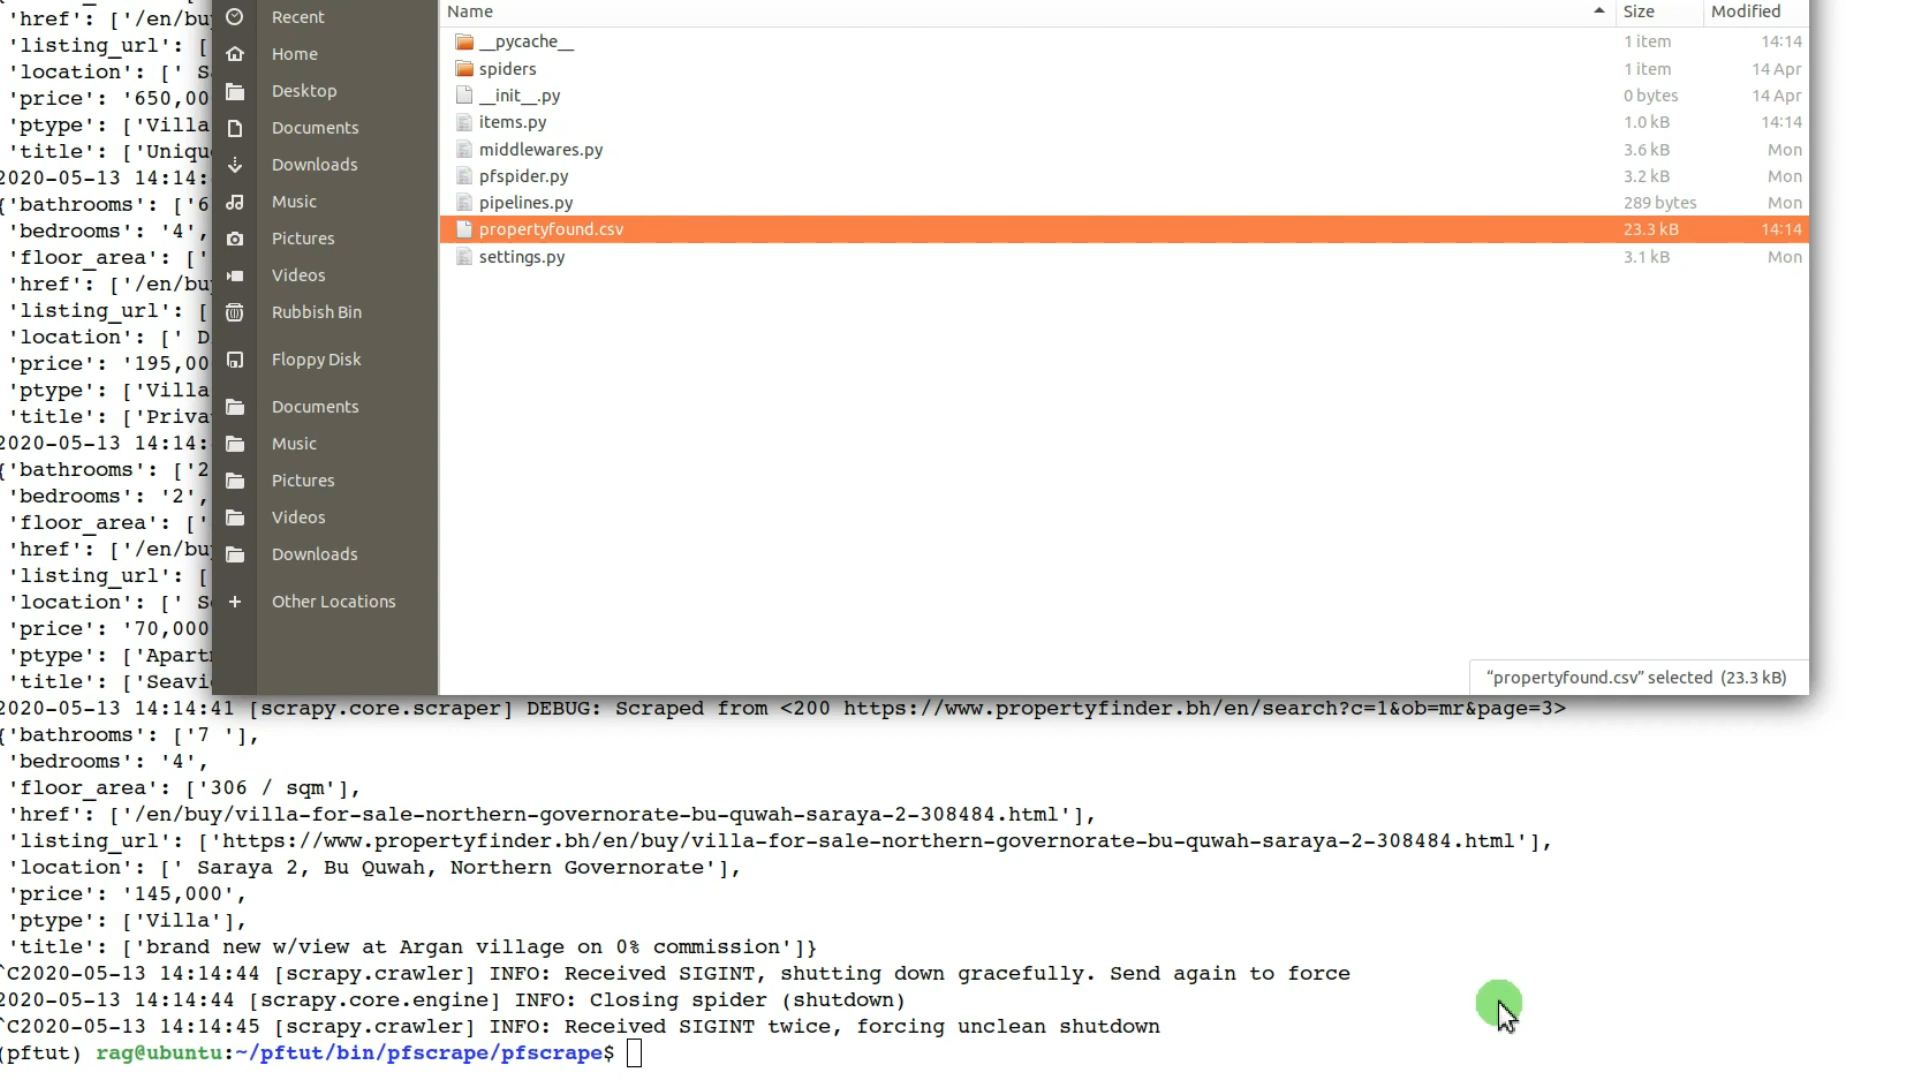 'href': ['/en/bu
'listing_url': [
'location': [' S
'price': '650,00
'ptype': ['Villa
'title': ['Uniqu
2020-05-13 14:14:
{'bathrooms': ['6
'bedrooms': '4',
'floor_area': ['
'href': ['/en/bu
'listing_url': [
'location': [' D
'price': '195,00
'ptype': ['Villa
'title': ['Priva
2020-05-13 14:14:
{'bathrooms': ['2
'bedrooms': '2',
'floor_area': ['
'href': ['/en/bu
'listing_url': [
'location': [' S
'price': '70,000
'ptype': ['Apart
'title': ['Seavi
Recent
Home
Desktop
Documents
Downloads
Music
Pictures
Videos
Rubbish Bin
Floppy Disk
Documents
Music
Pictures
Videos
Downloads
+ Other Locations
Name Size Modified
__pycache__ 1 item 14:14
spiders 1 item 14 Apr
__init__.py 0 bytes 14 Apr
items.py 1.0 kB 14:14
middlewares.py 3.6 kB Mon
pfspider.py 3.2 kB Mon
pipelines.py 289 bytes Mon
propertyfound.csv 23.3 kB 14:14
settings.py 3.1 kB Mon
“propertyfound.csv” selected (23.3 kB)
2020-05-13 14:14:41 [scrapy.core.scraper] DEBUG: Scraped from <200 https://www.propertyfinder.bh/en/search?c=1&ob=mr&page=3>
{'bathrooms': ['7 '],
'bedrooms': '4',
'floor_area': ['306 / sqm'],
'href': ['/en/buy/villa-for-sale-northern-governorate-bu-quwah-saraya-2-308484.html'],
'listing_url': ['https://www.propertyfinder.bh/en/buy/villa-for-sale-northern-governorate-bu-quwah-saraya-2-308484.html'],
'location': [' Saraya 2, Bu Quwah, Northern Governorate'],
'price': '145,000',
'ptype': ['Villa'],
'title': ['brand new w/view at Argan village on 0% commission']}
^C2020-05-13 14:14:44 [scrapy.crawler] INFO: Received SIGINT, shutting down gracefully. Send again to force
2020-05-13 14:14:44 [scrapy.core.engine] INFO: Closing spider (shutdown)
^C2020-05-13 14:14:45 [scrapy.crawler] INFO: Received SIGINT twice, forcing unclean shutdown
(pftut) rag@ubuntu:~/pftut/bin/pfscrape/pfscrape$